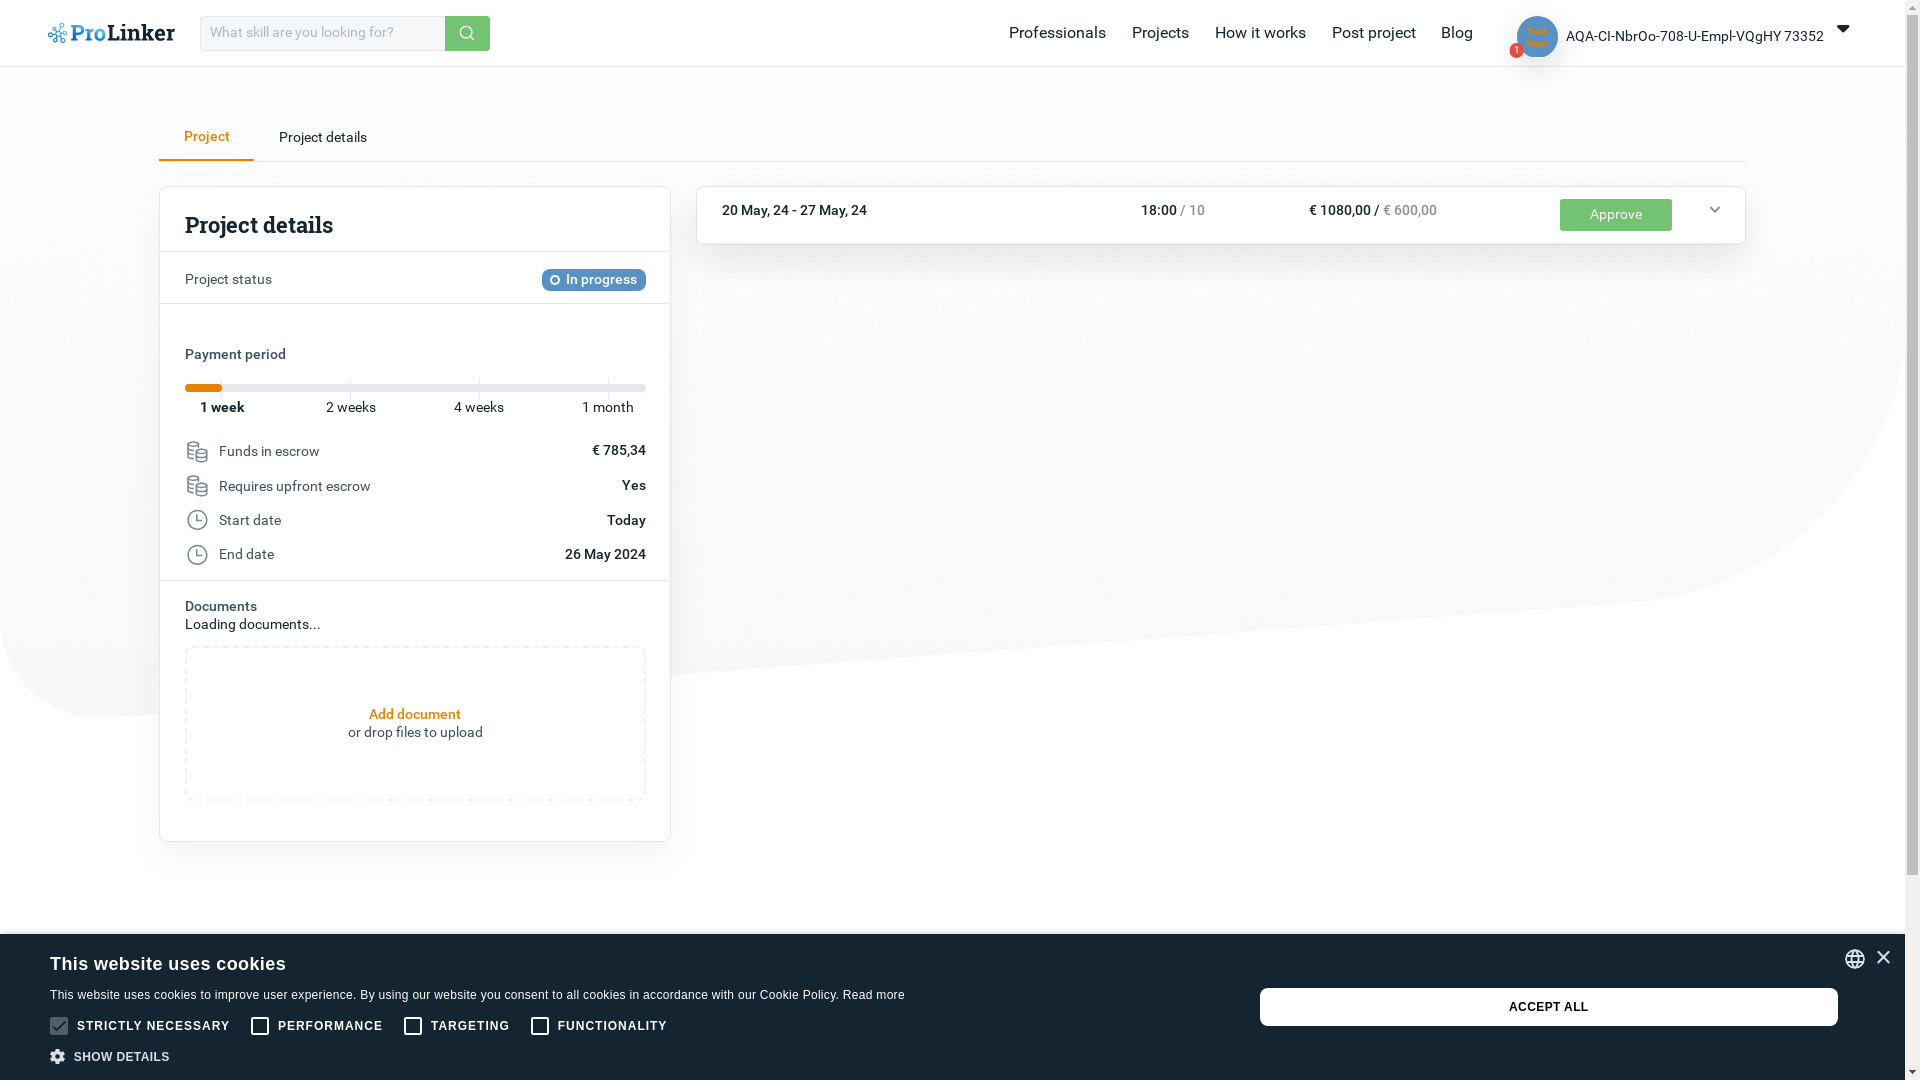 ProLinker
What skill are you looking for?
Professionals
Projects
How it works
Post project
Blog
Test
User
1
AQA-CI-NbrOo-708-U-Empl-VQgHY 73352
Project
Project details
Project details
Project status
In progress
Payment period
1 week
2 weeks
4 weeks
1 month
Funds in escrow
€ 785,34
Requires upfront escrow
Yes
Start date
Today
End date
26 May 2024
Documents
Loading documents...
Add document
or drop files to upload
20 May, 24 - 27 May, 24
18:00 / 10
€ 1080,00 / € 600,00
Approve
This website uses cookies
This website uses cookies to improve user experience. By using our website you consent to all cookies in accordance with our Cookie Policy. Read more
STRICTLY NECESSARY
PERFORMANCE
TARGETING
FUNCTIONALITY
SHOW DETAILS
ACCEPT ALL